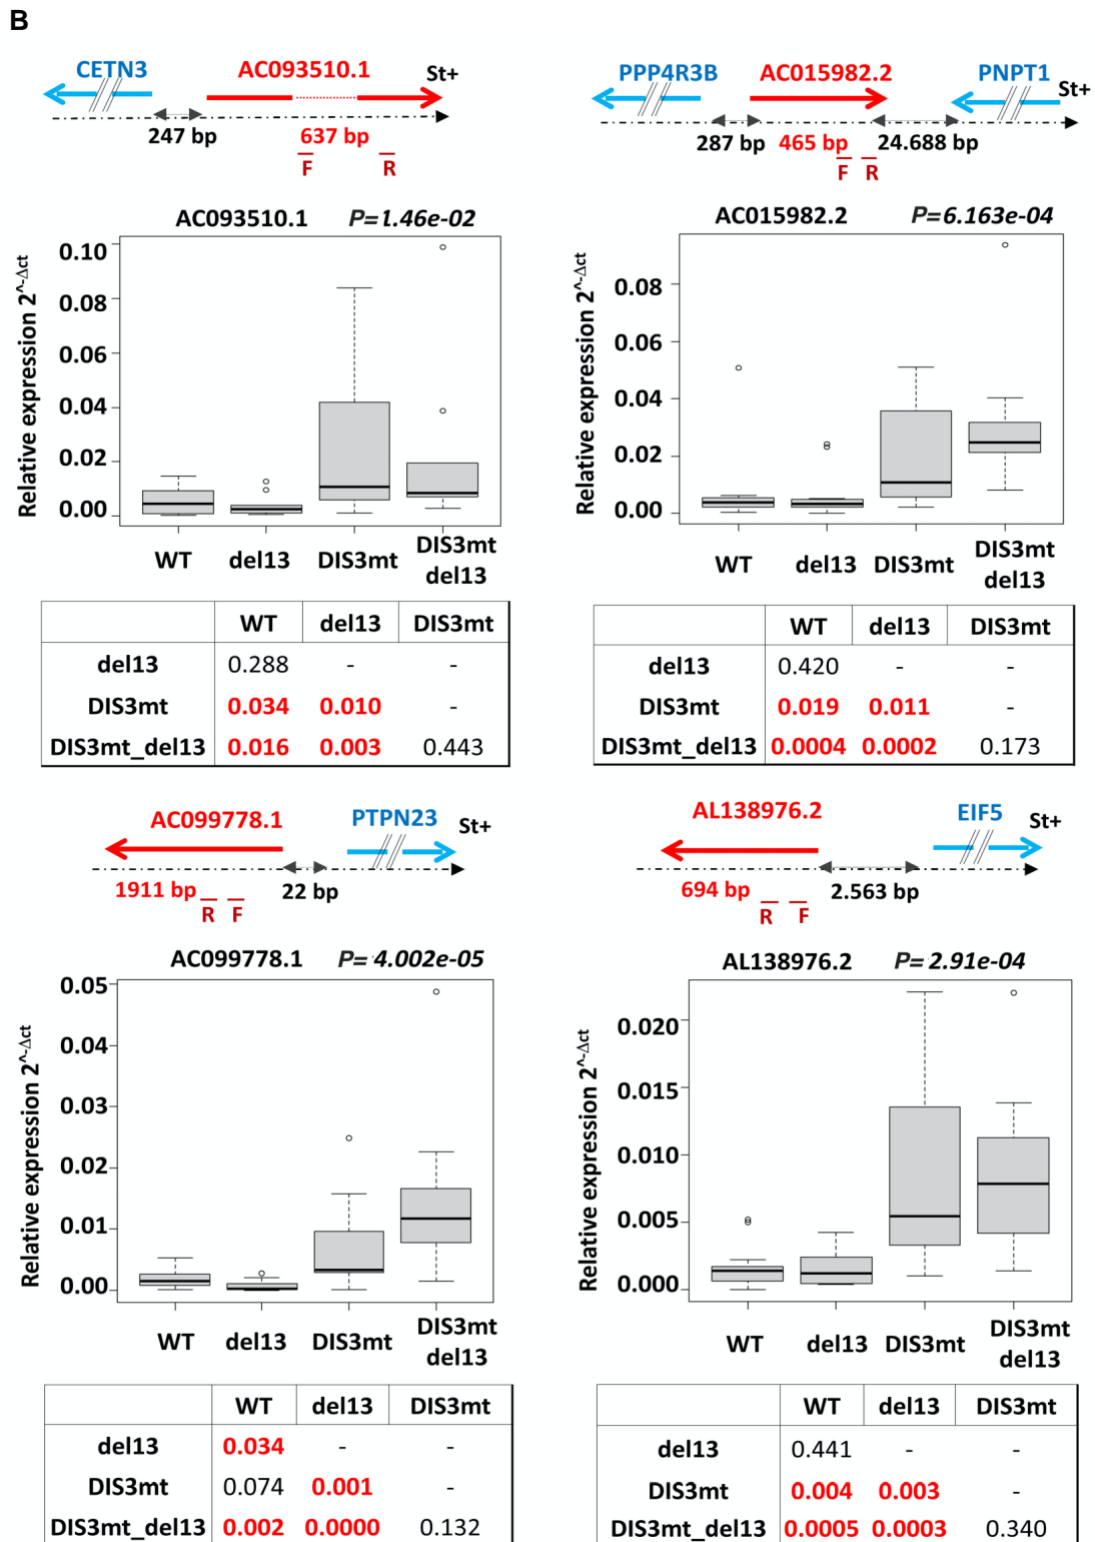 B
CETN3 AC093510.1 St+
247 bp 637 bp
F R
PPP4R3B AC015982.2 PNPT1 St+
287 bp 465 bp 24.688 bp
F R
AC093510.1 P=1.46e-02
Relative expression 2^-Δct
0.10
0.08
0.06
0.04
0.02
0.00
WT del13 DIS3mt DIS3mt
del13
AC015982.2 P=6.163e-04
Relative expression 2^-Δct
0.08
0.06
0.04
0.02
0.00
WT del13 DIS3mt DIS3mt
del13
WT del13 DIS3mt
del13 0.288 - -
DIS3mt 0.034 0.010 -
DIS3mt_del13 0.016 0.003 0.443
WT del13 DIS3mt
del13 0.420 - -
DIS3mt 0.019 0.011 -
DIS3mt_del13 0.0004 0.0002 0.173
AC099778.1 PTPN23 St+
1911 bp 22 bp
R F
AL138976.2 EIF5 St+
694 bp 2.563 bp
R F
AC099778.1 P=4.002e-05
Relative expression 2^-Δct
0.05
0.04
0.03
0.02
0.01
0.00
WT del13 DIS3mt DIS3mt
del13
AL138976.2 P=2.91e-04
Relative expression 2^-Δct
0.020
0.015
0.010
0.005
0.000
WT del13 DIS3mt DIS3mt
del13
WT del13 DIS3mt
del13 0.034 - -
DIS3mt 0.074 0.001 -
DIS3mt_del13 0.002 0.0000 0.132
WT del13 DIS3mt
del13 0.441 - -
DIS3mt 0.004 0.003 -
DIS3mt_del13 0.0005 0.0003 0.340